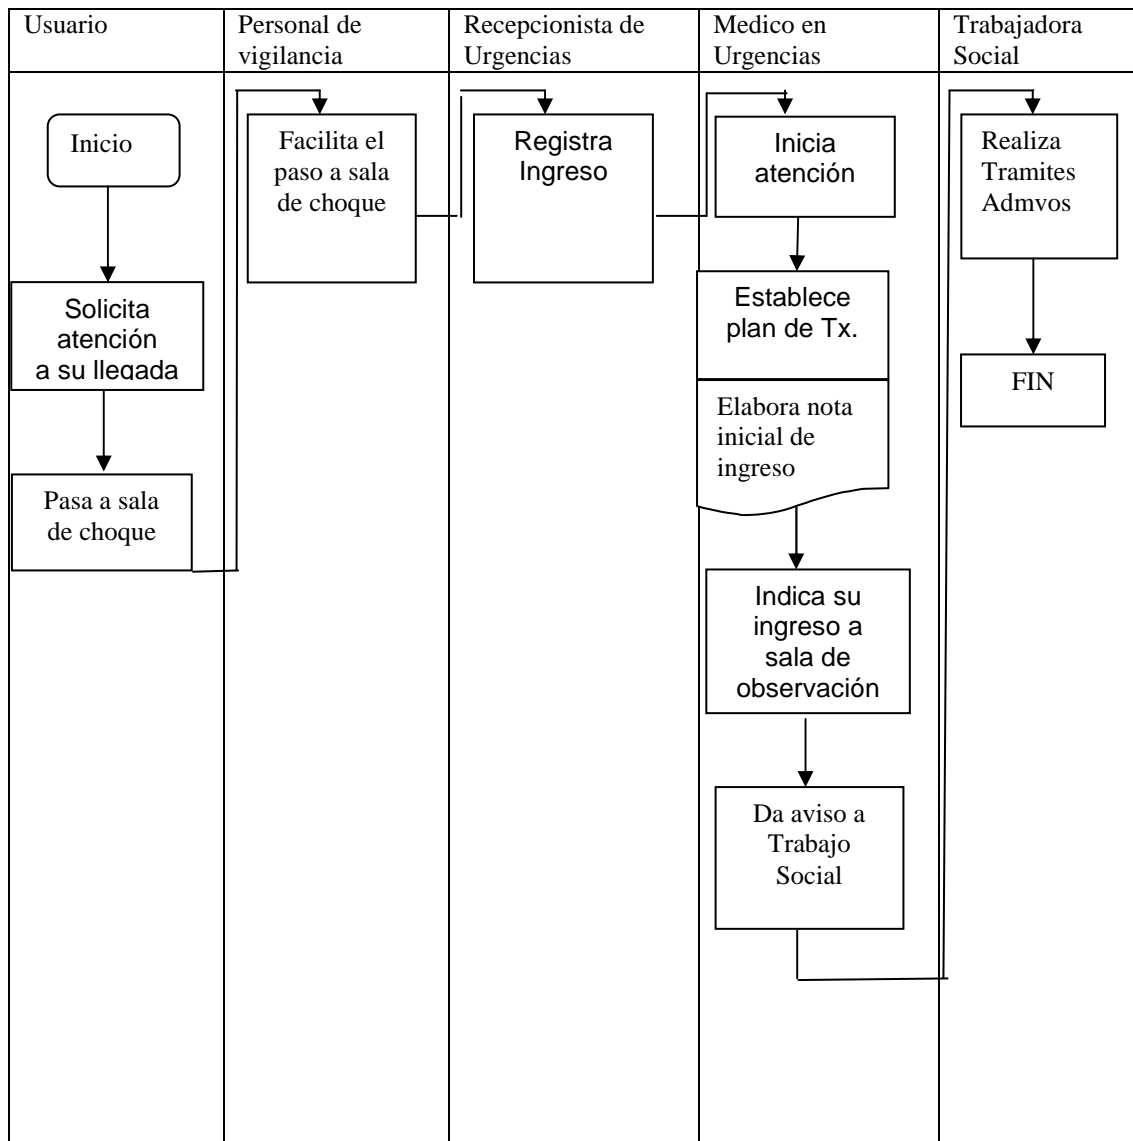 Usuario
Personal de
vigilancia
Recepcionista de
Urgencias
Medico en
Urgencias
Trabajadora
Social
Inicio
Solicita
atención
a su llegada
Pasa a sala
de choque
Facilita el
paso a sala
de choque
Registra
Ingreso
Inicia
atención
Establece
plan de Tx.
Elabora nota
inicial de
ingreso
Indica su
ingreso a
sala de
observación
Da aviso a
Trabajo
Social
Realiza
Tramites
Admvos
FIN